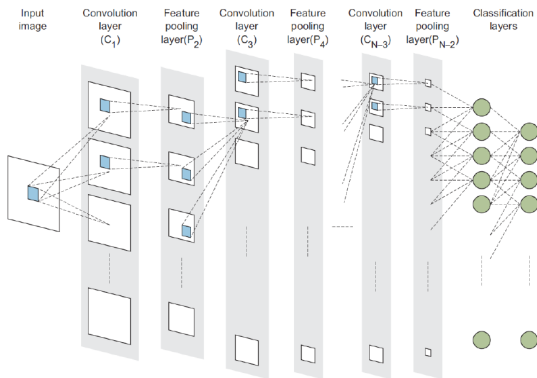 Input
image
Convolution
layer
(C1)
Feature
pooling
layer(P2)
Convolution
layer
(C3)
Feature
pooling
layer(P4)
Convolution
layer
(CN−3)
Feature
pooling
layer(PN−2)
Classification
layers